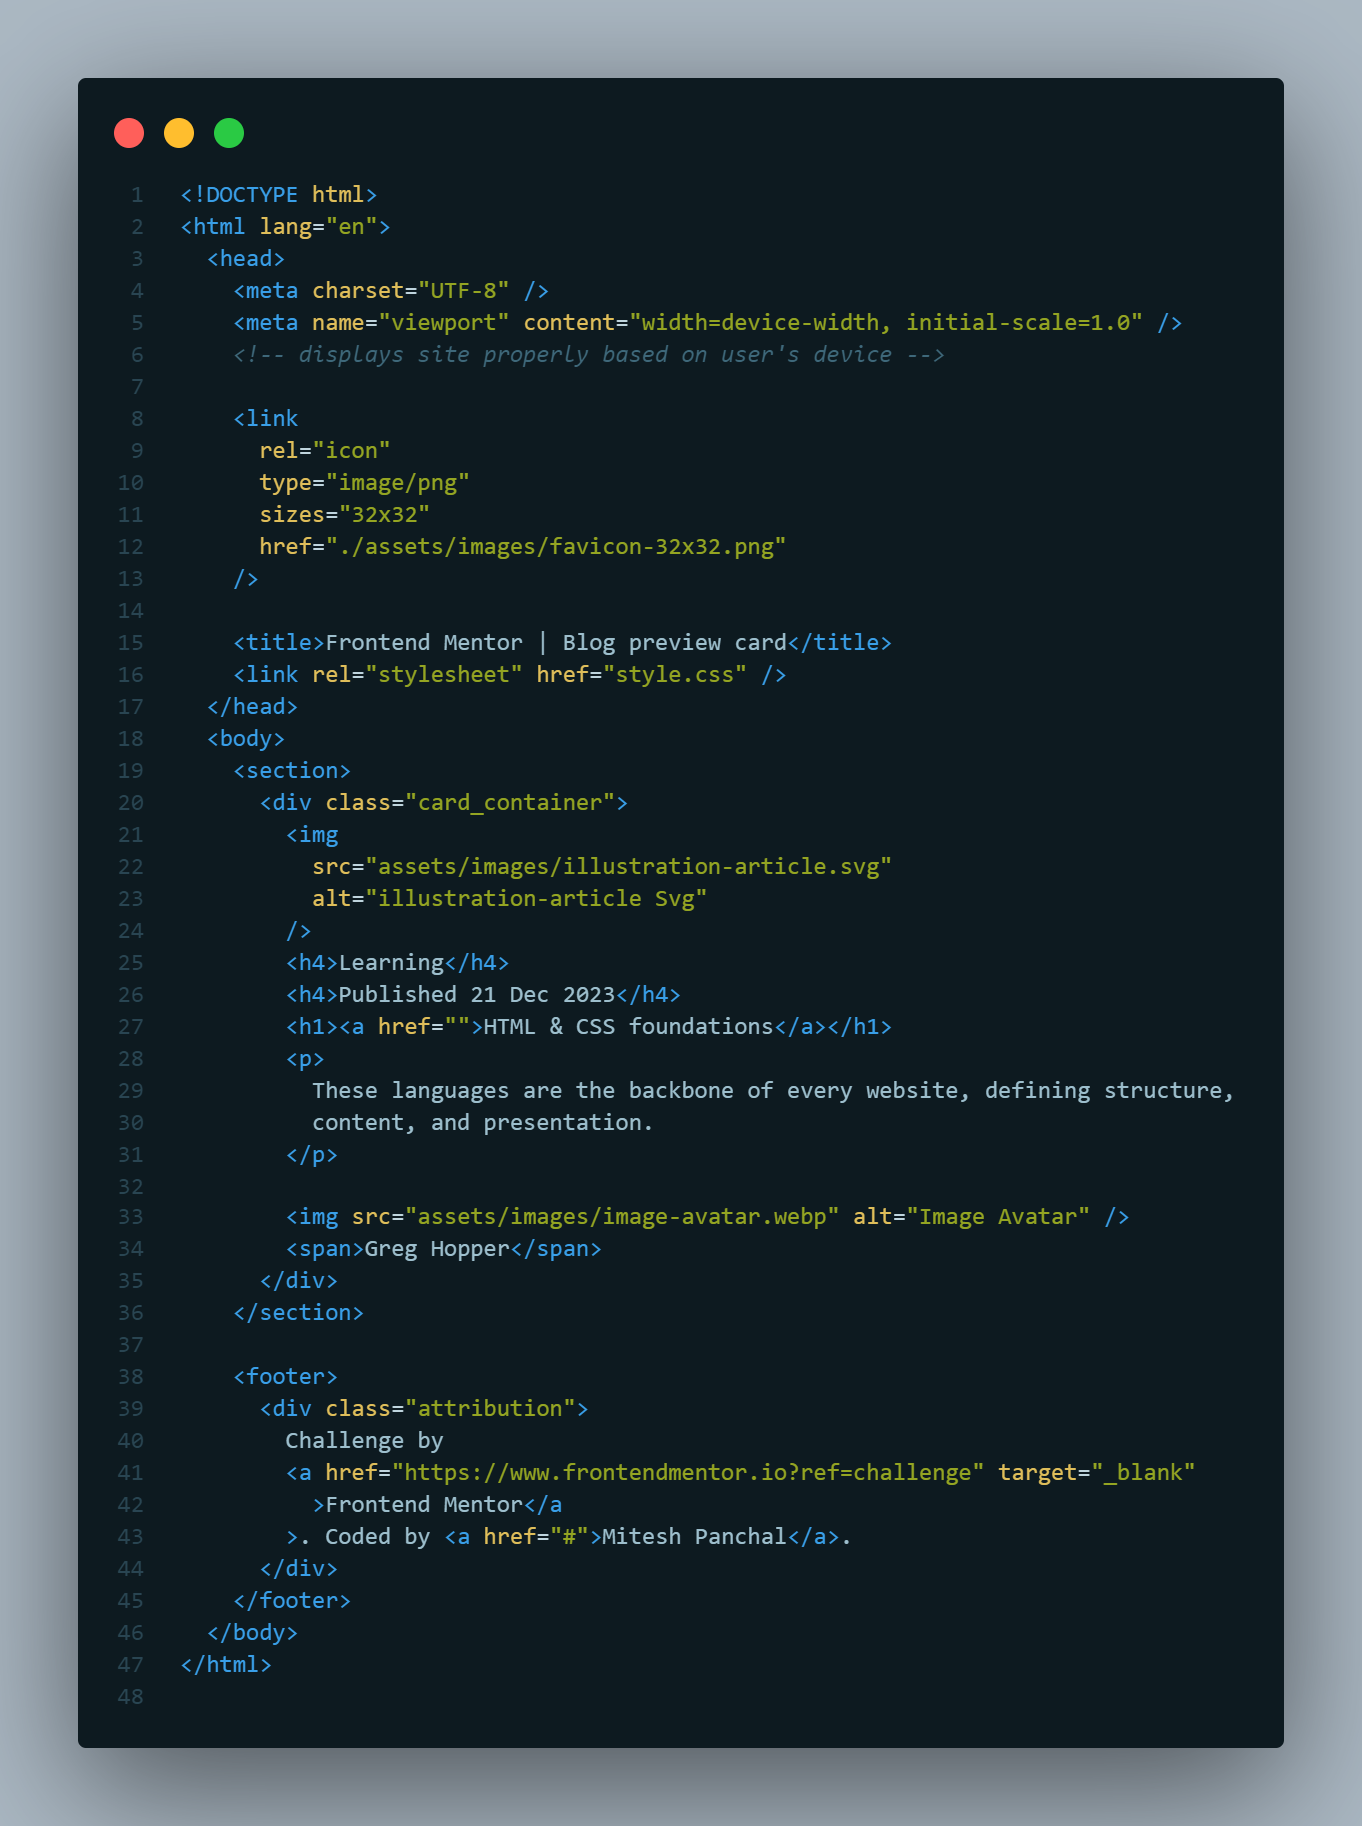 1 <!DOCTYPE html>
2 <html lang="en">
3   <head>
4     <meta charset="UTF-8" />
5     <meta name="viewport" content="width=device-width, initial-scale=1.0" />
6     <!-- displays site properly based on user's device -->
7
8     <link
9       rel="icon"
10       type="image/png"
11       sizes="32x32"
12       href="./assets/images/favicon-32x32.png"
13     />
14
15     <title>Frontend Mentor | Blog preview card</title>
16     <link rel="stylesheet" href="style.css" />
17   </head>
18   <body>
19     <section>
20       <div class="card_container">
21         <img
22           src="assets/images/illustration-article.svg"
23           alt="illustration-article Svg"
24         />
25         <h4>Learning</h4>
26         <h4>Published 21 Dec 2023</h4>
27         <h1><a href="">HTML & CSS foundations</a></h1>
28         <p>
29           These languages are the backbone of every website, defining structure,
30           content, and presentation.
31         </p>
32
33         <img src="assets/images/image-avatar.webp" alt="Image Avatar" />
34         <span>Greg Hopper</span>
35       </div>
36     </section>
37
38     <footer>
39       <div class="attribution">
40         Challenge by
41         <a href="https://www.frontendmentor.io?ref=challenge" target="_blank"
42           >Frontend Mentor</a
43         >. Coded by <a href="#">Mitesh Panchal</a>.
44       </div>
45     </footer>
46   </body>
47 </html>
48